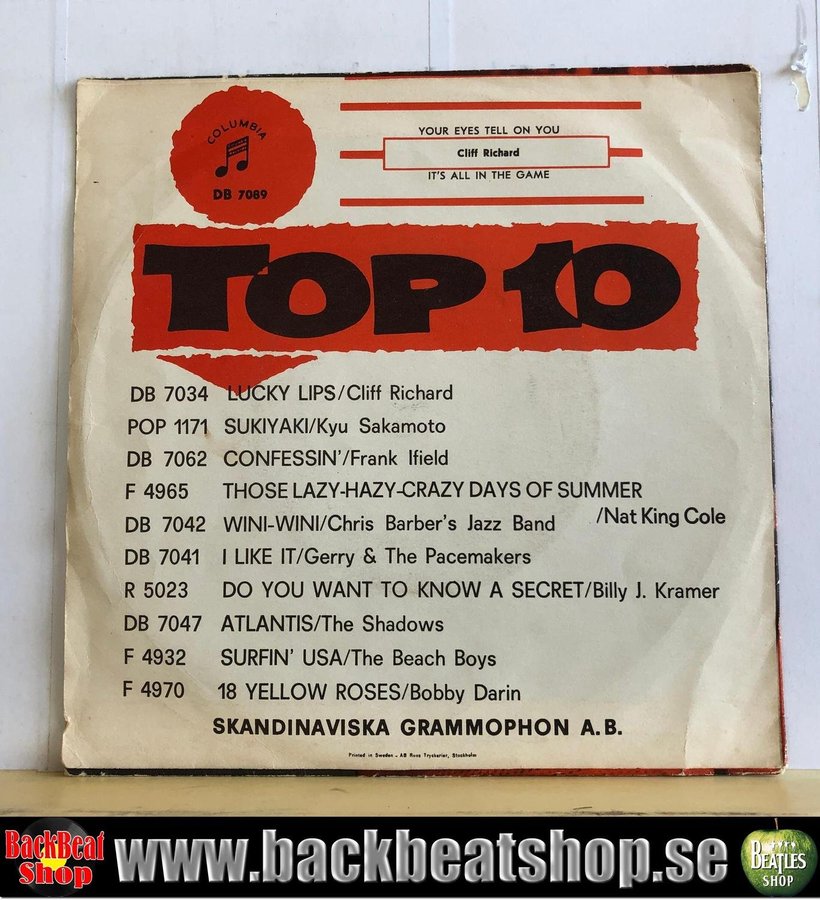 COLUMBIA
DB 7089
YOUR EYES TELL ON YOU
Cliff Richard
IT'S ALL IN THE GAME
TOP 10
DB 7034 LUCKY LIPS/Cliff Richard
POP 1171 SUKIYAKI/Kyu Sakamoto
DB 7062 CONFESSIN'/Frank Ifield
F 4965 THOSE LAZY-HAZY-CRAZY DAYS OF SUMMER
/Nat King Cole
DB 7042 WINI-WINI/Chris Barber's Jazz Band
DB 7041 I LIKE IT/Gerry & The Pacemakers
R 5023 DO YOU WANT TO KNOW A SECRET/Billy J. Kramer
DB 7047 ATLANTIS/The Shadows
F 4932 SURFIN' USA/The Beach Boys
F 4970 18 YELLOW ROSES/Bobby Darin
SKANDINAVISKA GRAMMOPHON A.B.
Printed in Sweden - AB Ross Tryckerier, Stockholm
BackBeat
Shop
www.backbeatshop.se
BEATLES
SHOP